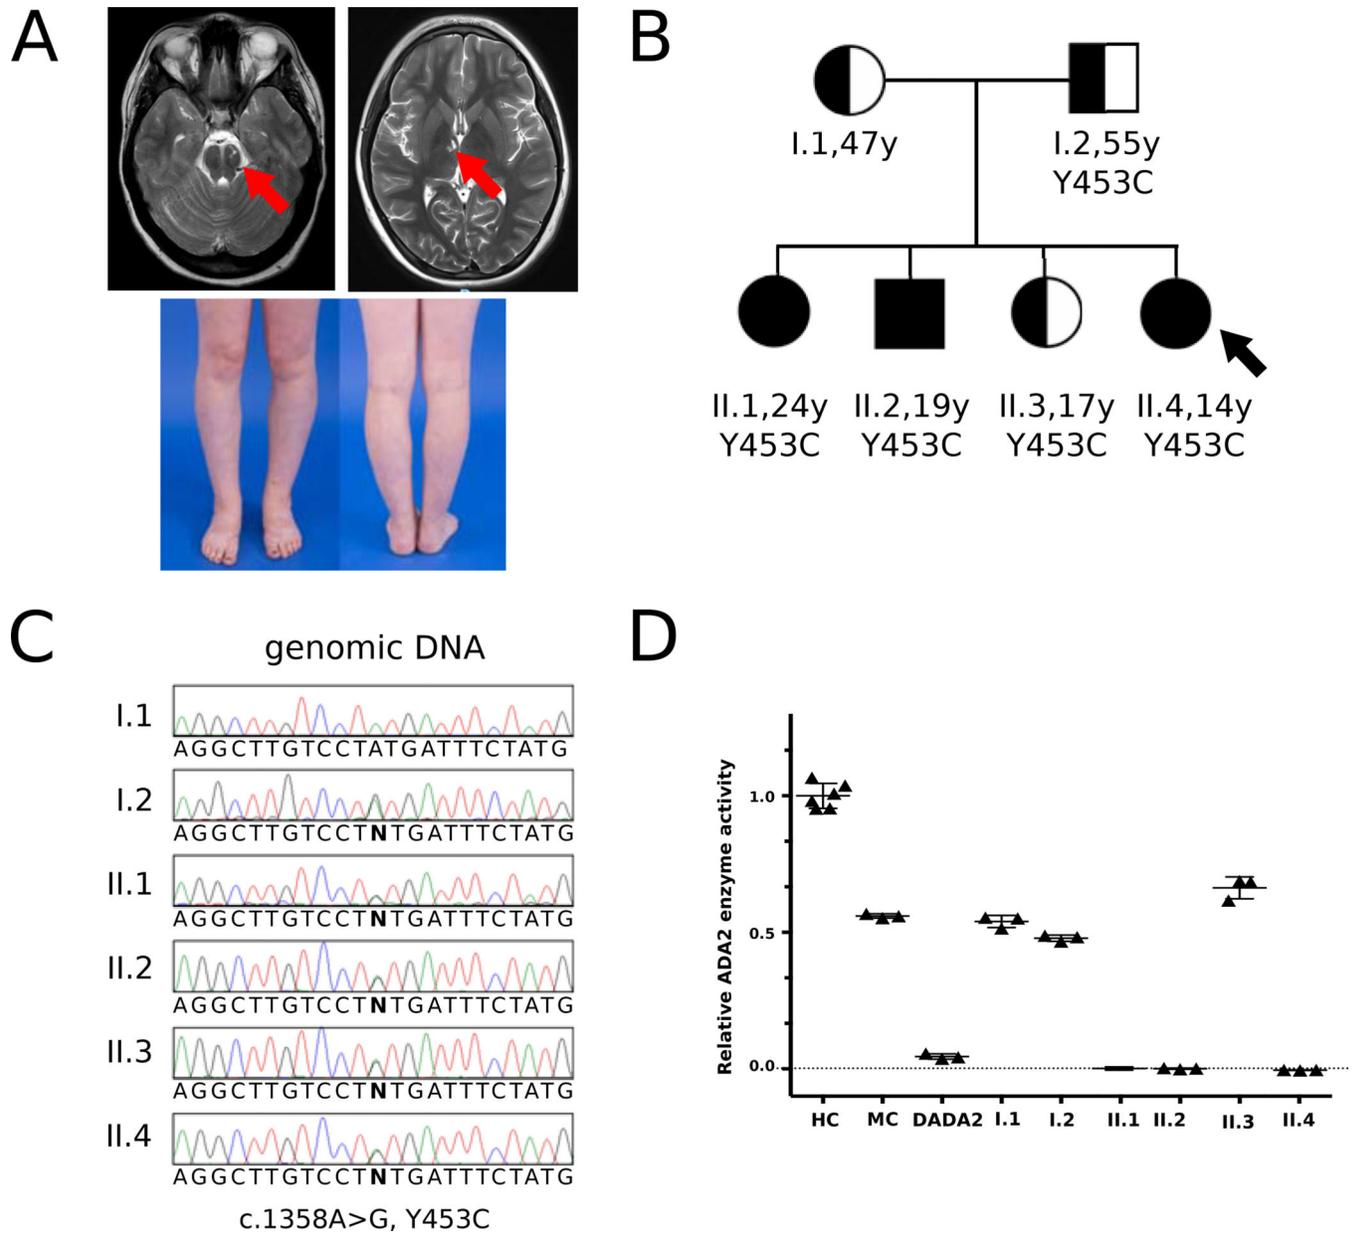 A
B
I.1,47y
I.2,55y
Y453C
II.1,24y
Y453C
II.2,19y
Y453C
II.3,17y
Y453C
II.4,14y
Y453C
C
genomic DNA
I.1
AGGCTTGTCCTATGATTTCTATG
I.2
AGGCTTGTCCTNTGATTTCTATG
II.1
AGGCTTGTCCTNTGATTTCTATG
II.2
AGGCTTGTCCTNTGATTTCTATG
II.3
AGGCTTGTCCTNTGATTTCTATG
II.4
AGGCTTGTCCTNTGATTTCTATG
c.1358A>G, Y453C
D
Relative ADA2 enzyme activity
1.0
0.5
0.0
HC MC DADA2 I.1 I.2 II.1 II.2 II.3 II.4